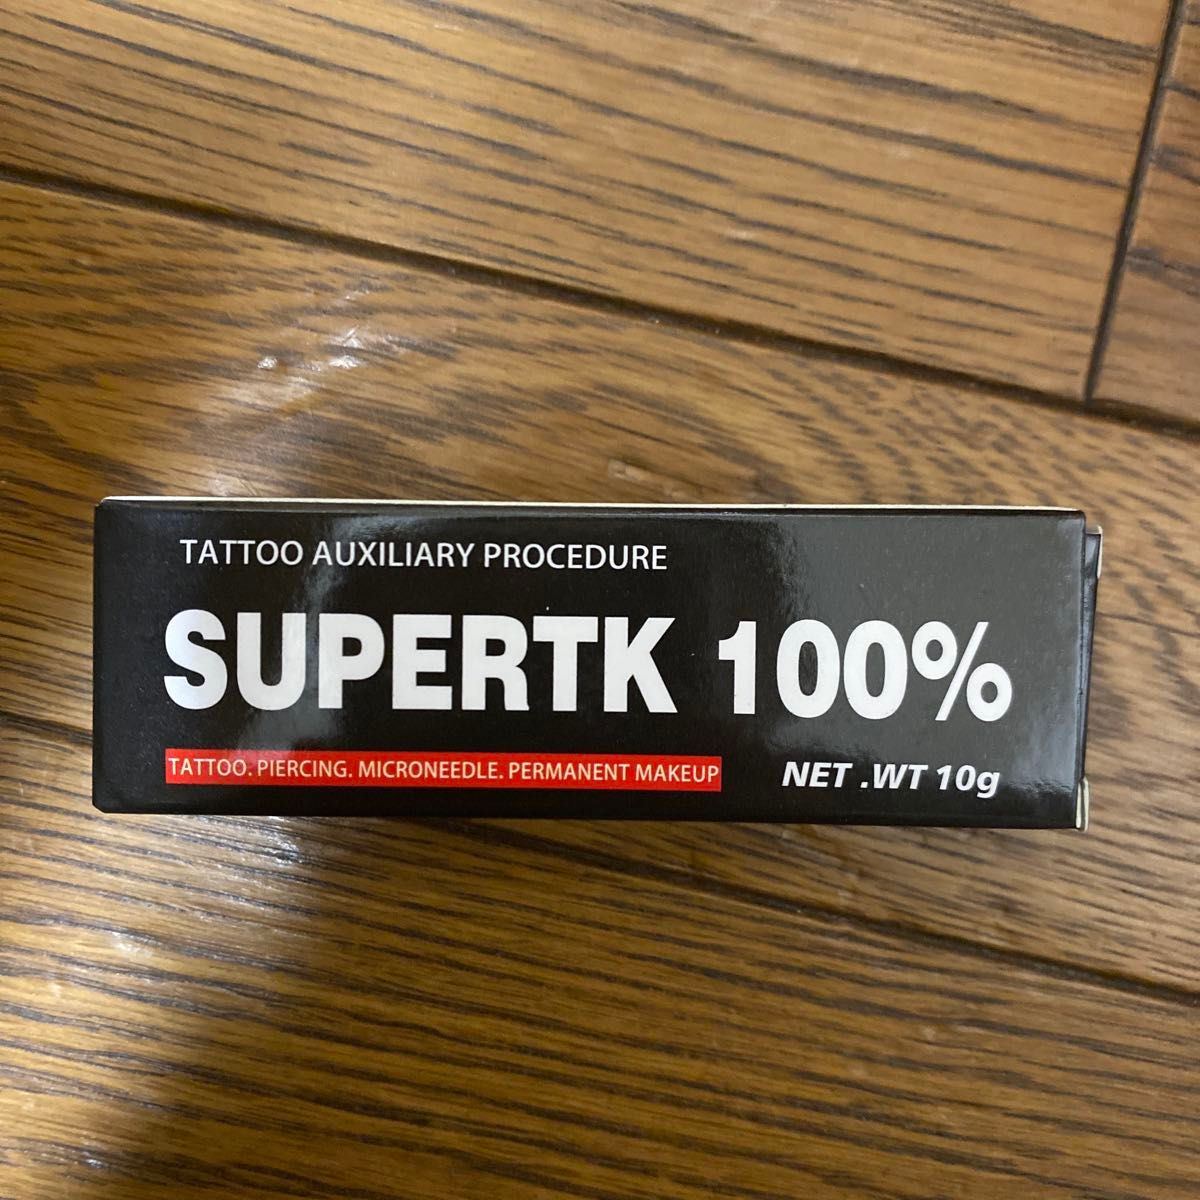 TATTOO AUXILIARY PROCEDURE
SUPERTK 100%
TATTOO. PIERCING. MICRONEEDLE. PERMANENT MAKEUP
NET .WT 10g